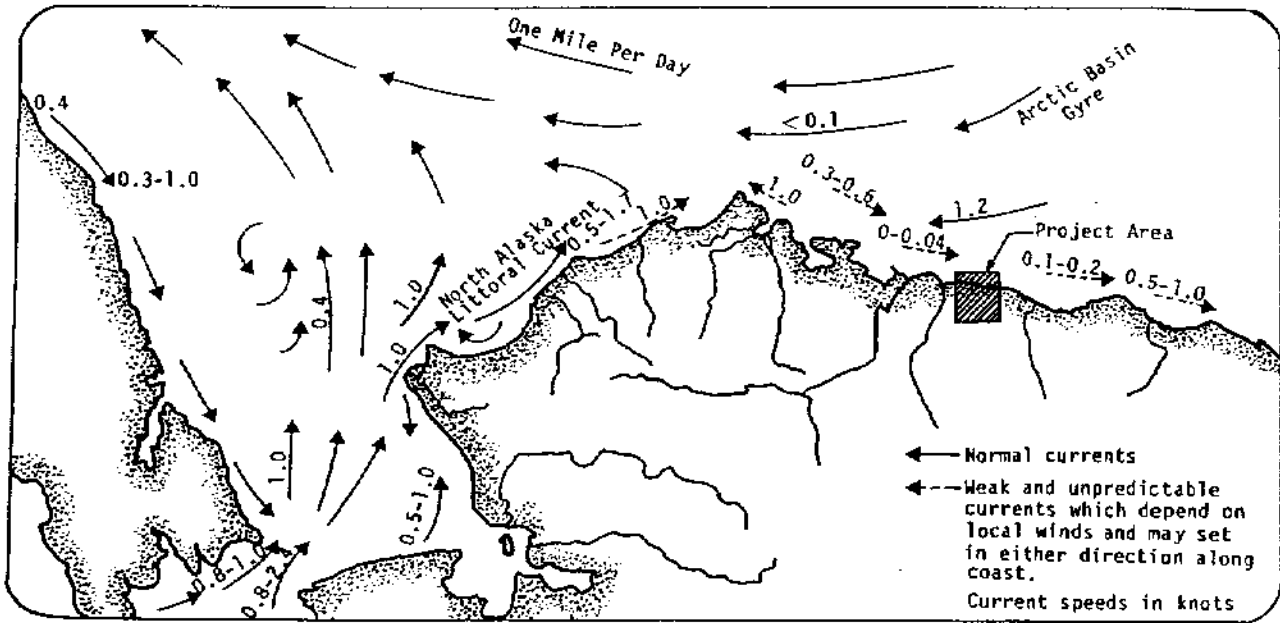 One Mile Per Day
Arctic Basin
Gyre
0.4
<0.1
0.3-1.0
0.3-0.6
1.0
1.2
0-0.04
Project Area
0.1-0.2
0.5-1.0
North Alaska
Littoral Current
0.5-1.7
1.0
1.0
0.4
1.0
1.0
0.5-1.0
0.8-1.0
0.8-2.4
Normal currents
Weak and unpredictable
currents which depend on
local winds and may set
in either direction along
coast.
Current speeds in knots